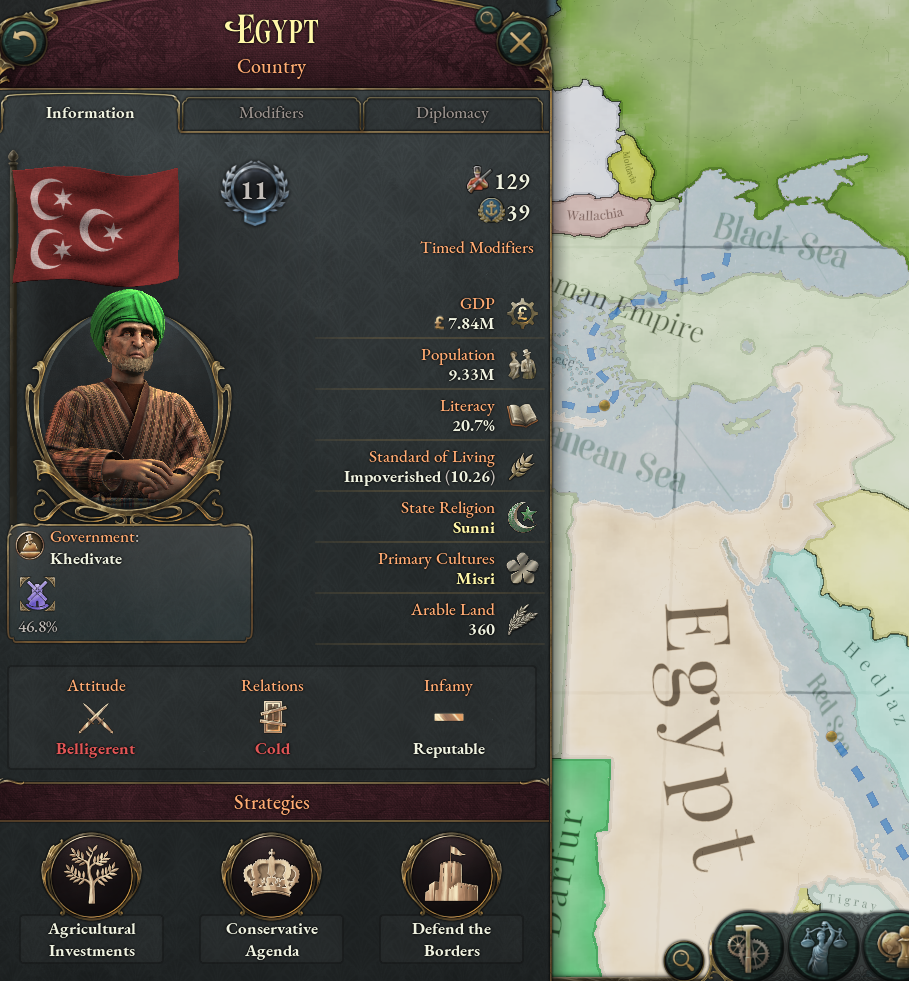 EGYPT
Country
Information
Modifiers
Diplomacy
11
129
39
Timed Modifiers
GDP
£ 7.84M
Population
9.33M
Literacy
20.7%
Standard of Living
Impoverished (10.26)
State Religion
Sunni
Primary Cultures
Misri
Arable Land
360
Government:
Khedivate
46.8%
Attitude
Relations
Infamy
Belligerent
Cold
Reputable
Strategies
Agricultural
Investments
Conservative
Agenda
Defend the
Borders
Moldavia
Wallachia
Black Sea
man Empire
nean Sea
Egypt
Red Sea
Hedjaz
Darfur
Tigray